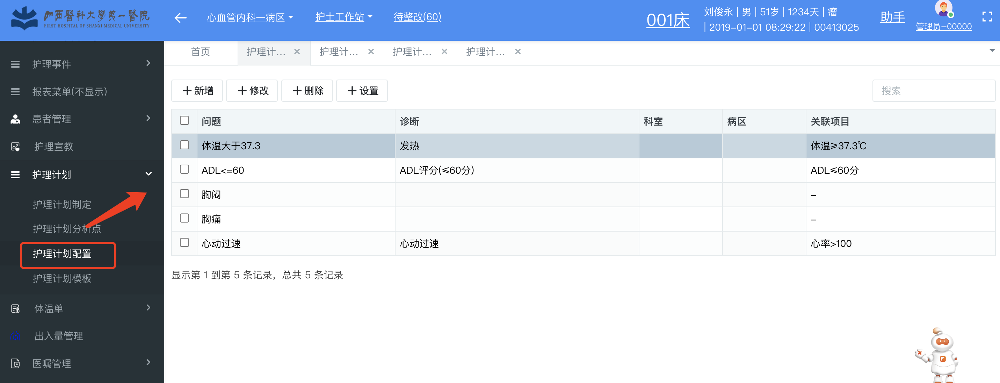 山西醫科大學第一醫院
FIRST HOSPITAL OF SHANXI MEDICAL UNIVERSITY
心血管内科一病区
护士工作站
待整改(60)
001床
刘俊永 | 男 | 51岁 | 1234天 | 瘤
| 2019-01-01 08:29:22 | 00413025
助手
管理员-00000
护理事件
报表菜单(不显示)
患者管理
护理宣教
护理计划
护理计划制定
护理计划分析点
护理计划配置
护理计划模板
体温单
出入量管理
医嘱管理
首页
护理计... ×
护理计... ×
护理计... ×
护理计... ×
+新增
+修改
+删除
+设置
搜索
问题 诊断 科室 病区 关联项目
体温大于37.3 发热 体温≥37.3℃
ADL<=60 ADL评分(≤60分) ADL≤60分
胸闷 -
胸痛 -
心动过速 心动过速 心率>100
显示第 1 到第 5 条记录，总共 5 条记录
F